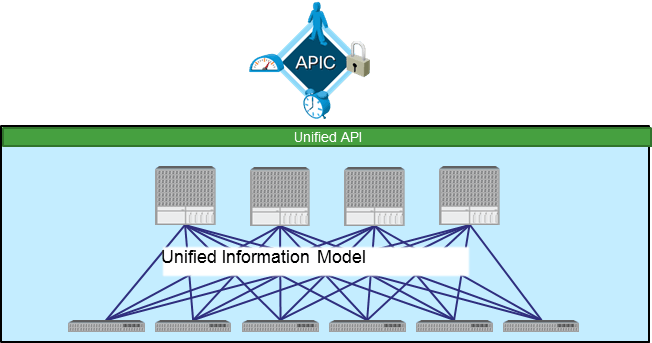 APIC
Unified API
Unified Information Model